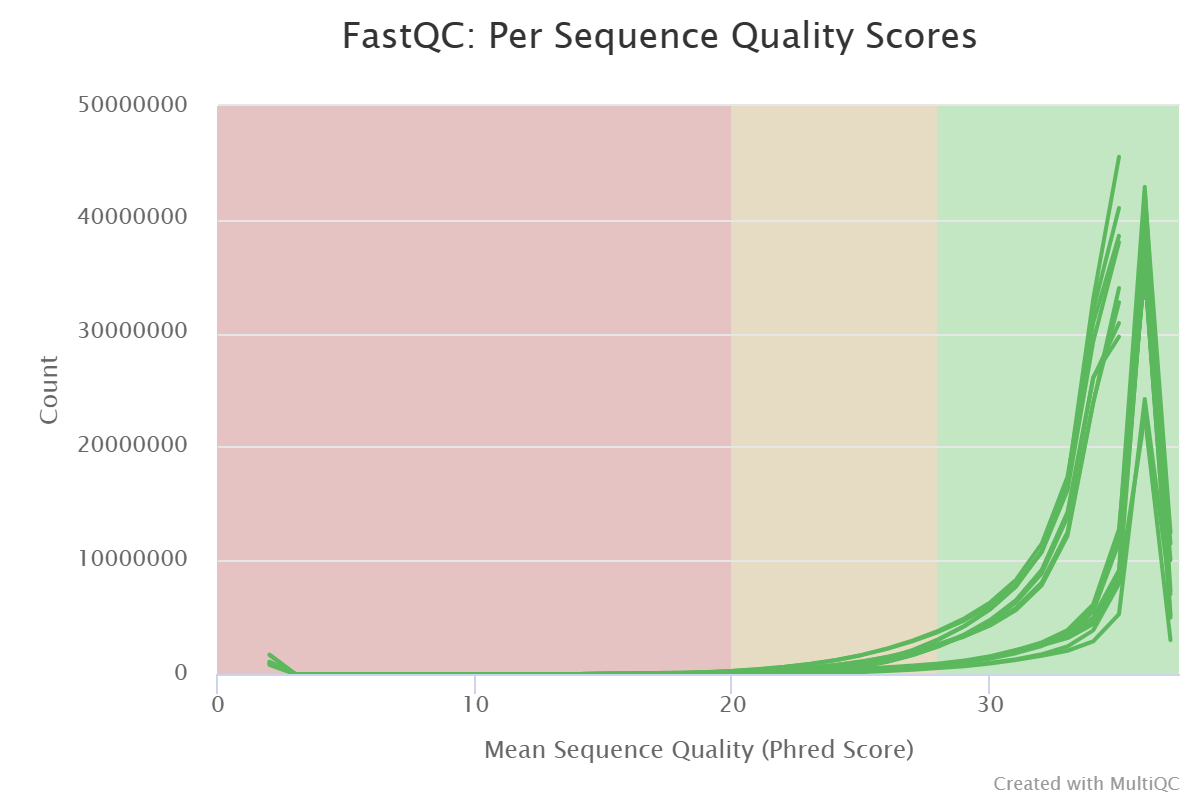 FastQC: Per Sequence Quality Scores
50000000
40000000
30000000
20000000
10000000
0
Count
0 10 20 30
Mean Sequence Quality (Phred Score)
Created with MultiQC